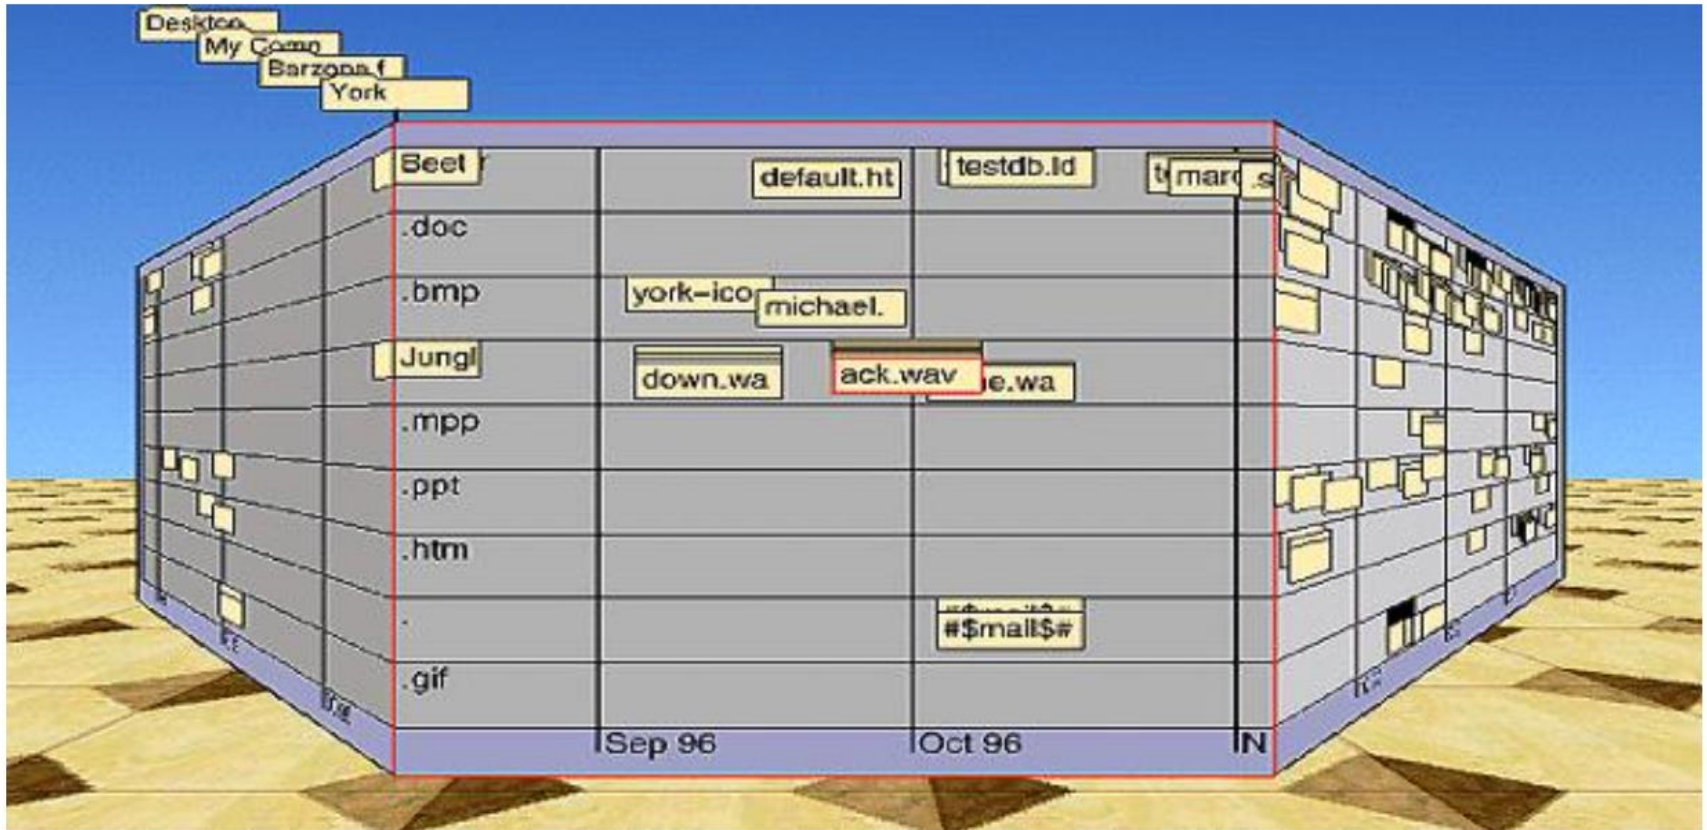 Desktop
My Comp
Barzona.f
York
Beet
default.ht
testdb.ld
marc
.s
.doc
.bmp
york-ico
michael.
Jungl
down.wa
ack.wav
e.wa
.mpp
.ppt
.htm
.
#$mail$#
#$mail$#
.gif
Sep 96
Oct 96
N